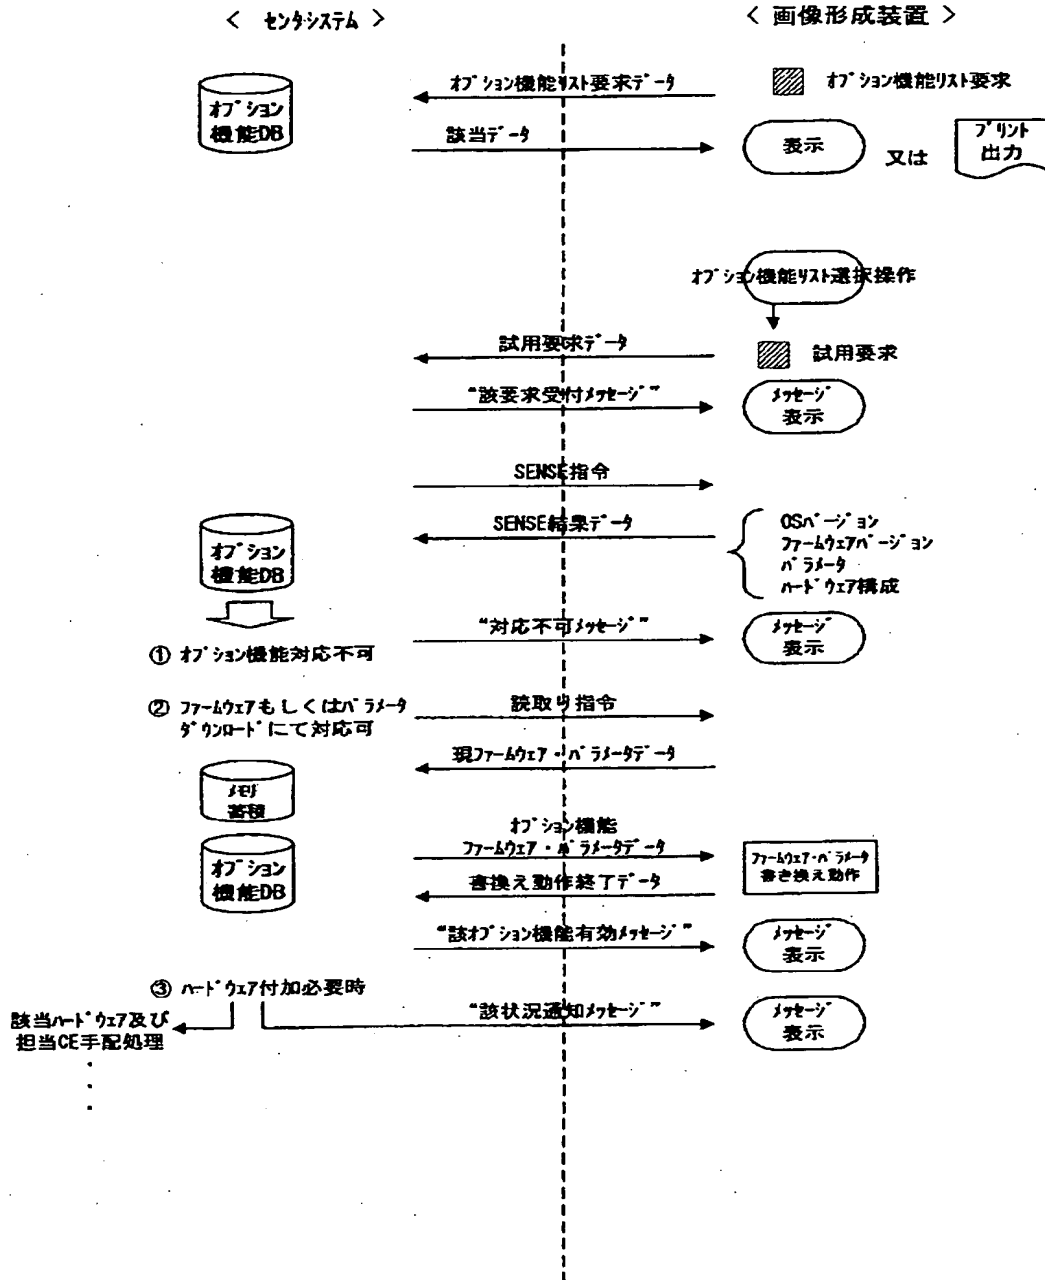 < センタシステム >
< 画像形成装置 >
オプション機能リスト要求データ
オプション機能リスト要求
オプション
機能DB
該当データ
表示
又は
プリント
出力
オプション機能リスト選択操作
試用要求データ
試用要求
“該要求受付メッセージ”
メッセージ
表示
SENSE指令
SENSE結果データ
OSバージョン
ファームウェアバージョン
パラメータ
ハードウェア構成
オプション
機能DB
“対応不可メッセージ”
メッセージ
表示
① オプション機能対応不可
② ファームウェアもしくはパラメータ
ダウンロードにて対応可
読取り指令
現ファームウェア・パラメータデータ
メモリ
蓄積
オプション機能
ファームウェア・パラメータデータ
ファームウェア・パラメータ
書き換え動作
オプション
機能DB
書換え動作終了データ
“該オプション機能有効メッセージ”
メッセージ
表示
③ ハードウェア付加必要時
該当ハードウェア及び
担当CE手配処理
“該状況通知メッセージ”
メッセージ
表示